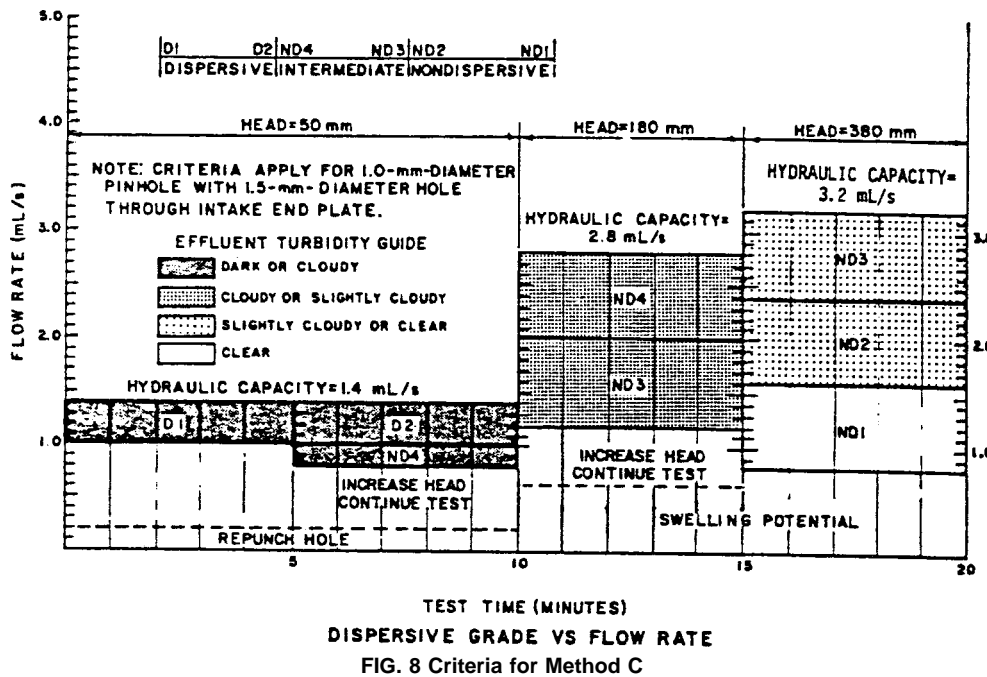 5.0
D1 D2 ND4 ND3 ND2 ND1
DISPERSIVE INTERMEDIATE NONDISPERSIVE
4.0
HEAD=50 mm
HEAD=180 mm
HEAD=380 mm
NOTE: CRITERIA APPLY FOR 1.0-mm-DIAMETER
PINHOLE WITH 1.5-mm-DIAMETER HOLE
THROUGH INTAKE END PLATE.
HYDRAULIC CAPACITY=
3.2 mL/s
HYDRAULIC CAPACITY=
2.8 mL/s
3.0
3.0
EFFLUENT TURBIDITY GUIDE
DARK OR CLOUDY
CLOUDY OR SLIGHTLY CLOUDY
SLIGHTLY CLOUDY OR CLEAR
CLEAR
FLOW RATE (mL/s)
ND3
ND4
2.0
2.0
ND2
ND3
HYDRAULIC CAPACITY=1.4 mL/s
D1
D2
ND1
1.0
1.0
ND4
INCREASE HEAD
CONTINUE TEST
INCREASE HEAD
CONTINUE TEST
SWELLING POTENTIAL
REPUNCH HOLE
5 10 15 20
TEST TIME (MINUTES)
DISPERSIVE GRADE VS FLOW RATE
FIG. 8 Criteria for Method C